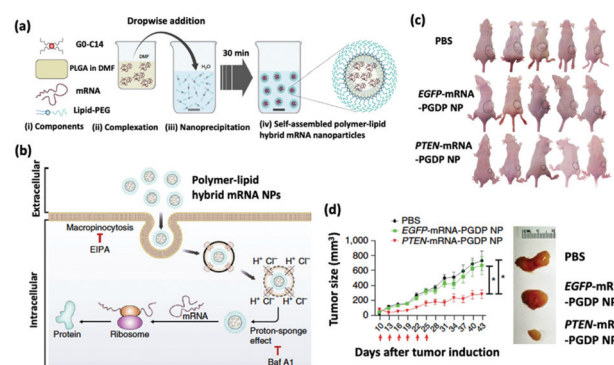 (a)
Dropwise addition
G0-C14
PLGA in DMF
mRNA
Lipid-PEG
DMF
H₂O
30 min
(i) Components
(ii) Complexation
(iii) Nanoprecipitation
(iv) Self-assembled polymer-lipid
hybrid mRNA nanoparticles
(b)
Extracellular
Intracellular
Polymer-lipid
hybrid mRNA NPs
Macropinocytosis
EIPA
H⁺ Cl⁻
H⁺ Cl⁻
H⁺ Cl⁻
H⁺ Cl⁻
Proton-sponge
effect
Baf A1
mRNA
Ribosome
Protein
(c)
PBS
EGFP-mRNA
-PGDP NP
PTEN-mRNA
-PGDP NP
(d)
PBS
EGFP-mRNA-PGDP NP
PTEN-mRNA-PGDP NP
Tumor size (mm³)
1,000
800
600
400
200
0
10 13 16 19 22 25 28 31 34 37 40 43
Days after tumor induction
* *
PBS
EGFP-mR
-PGDP NP
PTEN-mR
-PGDP NP